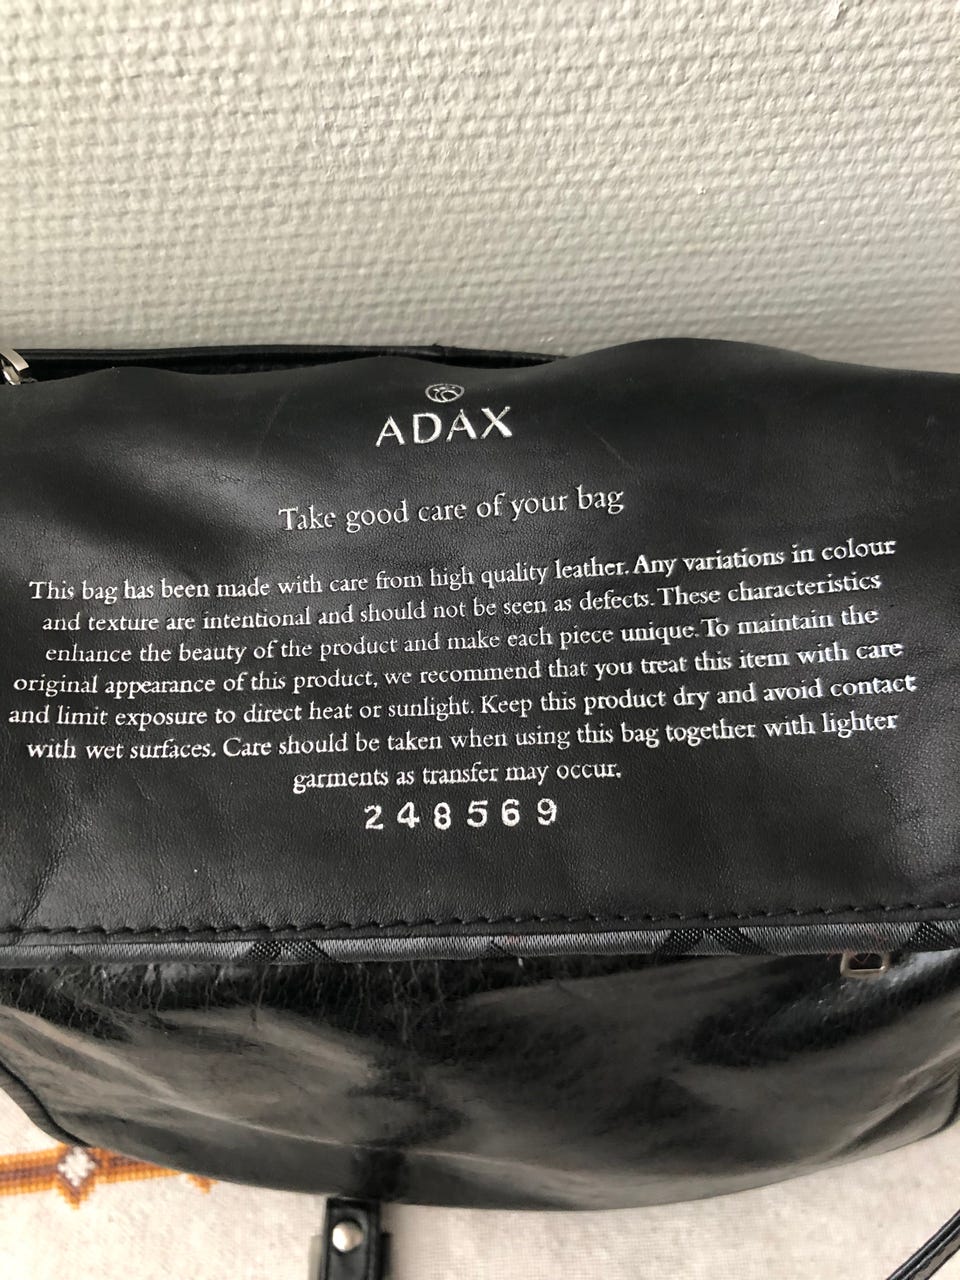 ADAX
Take good care of your bag
This bag has been made with care from high quality leather. Any variations in colour
and texture are intentional and should not be seen as defects. These characteristics
enhance the beauty of the product and make each piece unique. To maintain the
original appearance of this product, we recommend that you treat this item with care
and limit exposure to direct heat or sunlight. Keep this product dry and avoid contact
with wet surfaces. Care should be taken when using this bag together with lighter
garments as transfer may occur.
248569